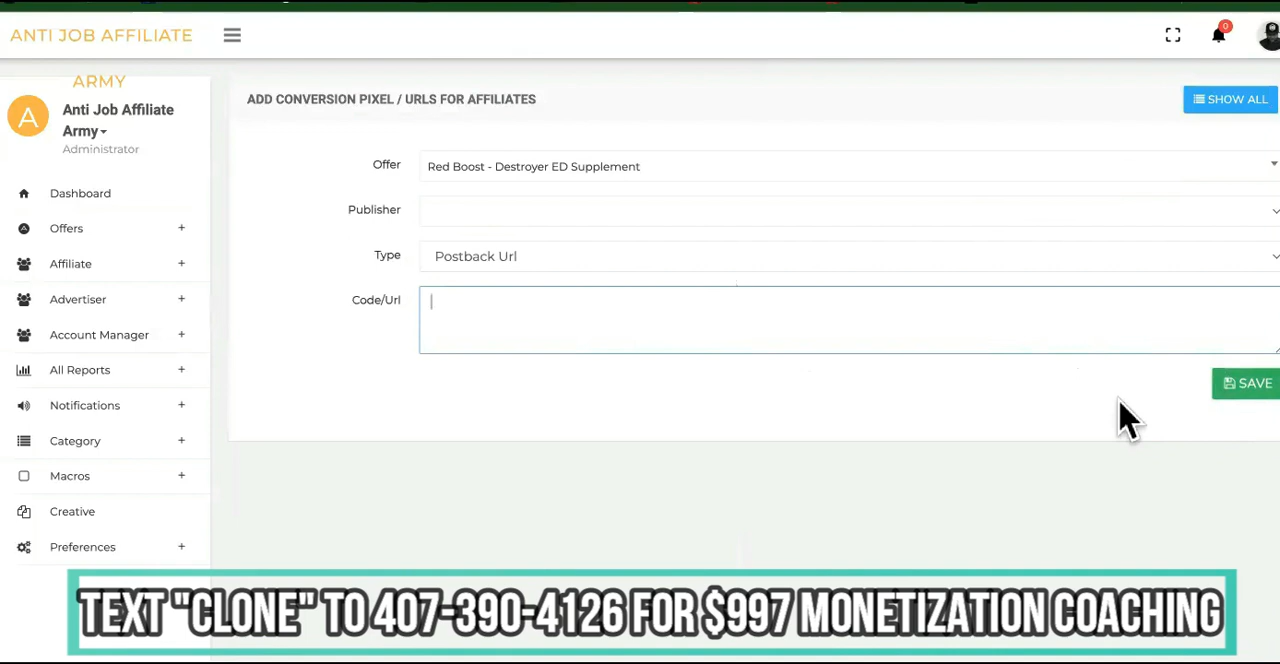 ANTI JOB AFFILIATE
0
ARMY
A
Anti Job Affiliate
Army
Administrator
Dashboard
Offers +
Affiliate +
Advertiser +
Account Manager +
All Reports +
Notifications +
Category +
Macros +
Creative
Preferences +
ADD CONVERSION PIXEL / URLS FOR AFFILIATES
SHOW ALL
Offer Red Boost - Destroyer ED Supplement
Publisher
Type Postback Url
Code/Url
SAVE
TEXT "CLONE" TO 407-390-4126 FOR $997 MONETIZATION COACHING